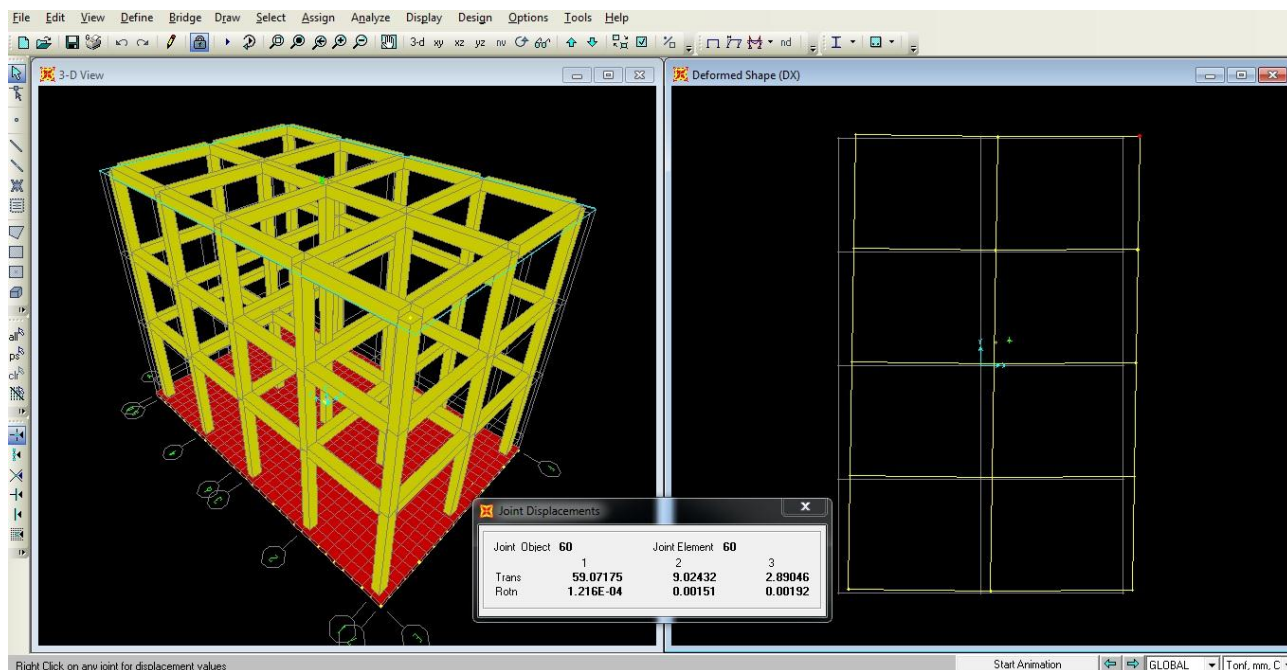 File Edit View Define Bridge Draw Select Assign Analyze Display Design Options Tools Help
3-d xy xz yz nv nd
3-D View
Deformed Shape (DX)
all
ps
clr
Joint Displacements
Joint Object 60 Joint Element 60
1 2 3
Trans 59.07175 9.02432 2.89046
Rotn 1.216E-04 0.00151 0.00192
Right Click on any joint for displacement values
Start Animation
GLOBAL
Tonf, mm, C